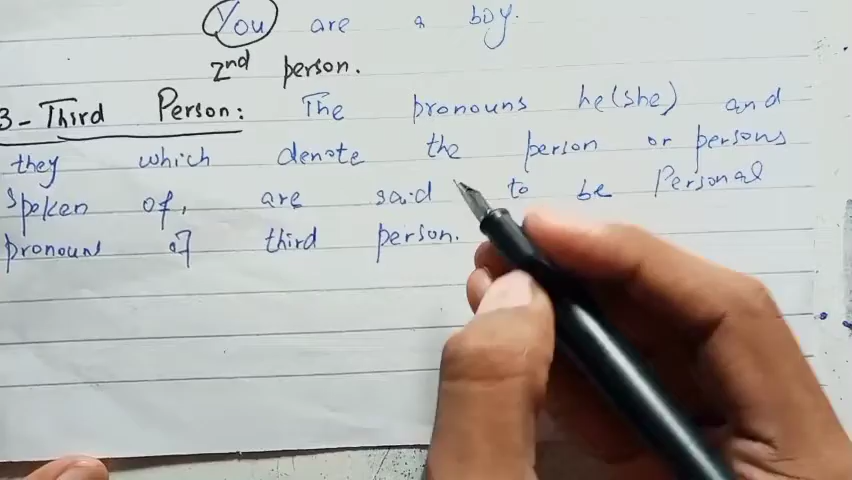 You are a boy.
2nd person.
3- Third Person: The pronouns he(she) and
they which denote the person or persons
spoken of, are said to be Personal
pronouns of third person.